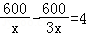 600/x - 600/3x = 4